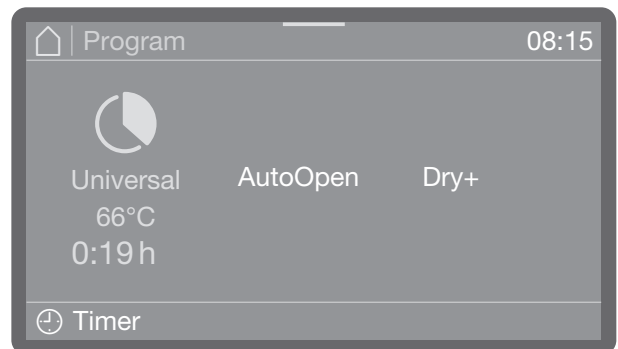 Program 08:15
Universal AutoOpen Dry+
66°C
0:19 h
Timer